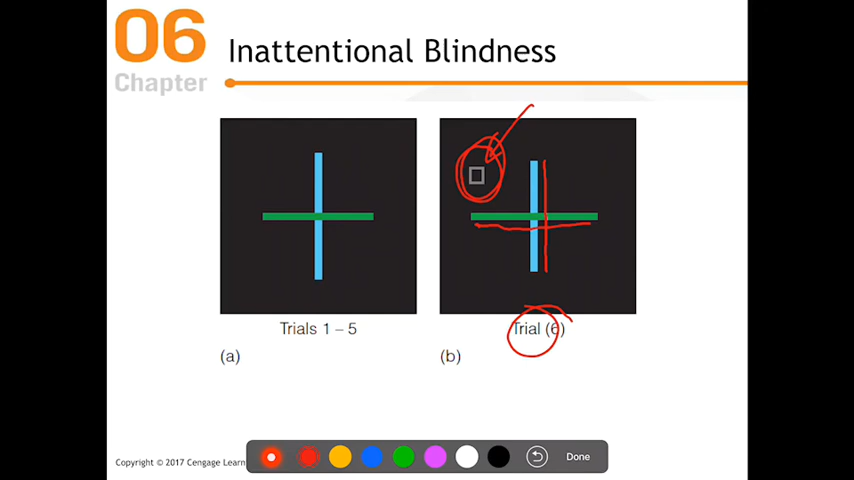 06
Chapter
Inattentional Blindness
Trials 1 – 5
Trial (6)
(a)
(b)
Copyright © 2017 Cengage Learn
Done